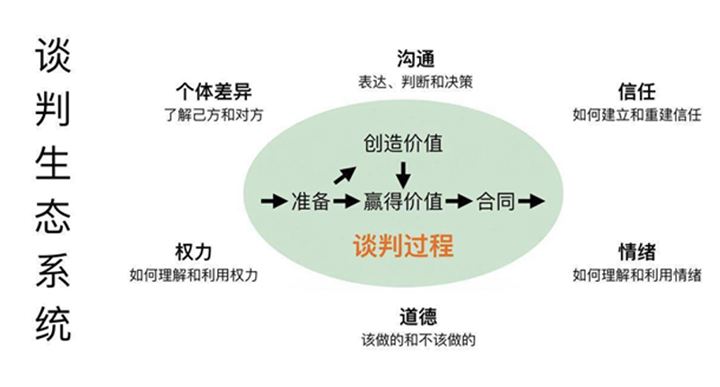 谈判生态系统
沟通
表达、判断和决策
个体差异
了解己方和对方
信任
如何建立和重建信任
创造价值
准备
赢得价值
合同
谈判过程
权力
如何理解和利用权力
情绪
如何理解和利用情绪
道德
该做的和不该做的